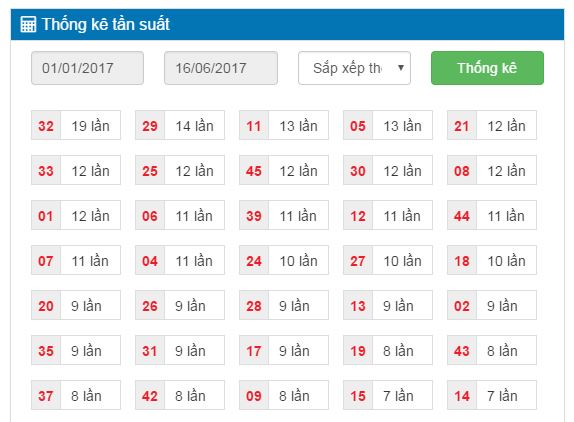 Thống kê tần suất
01/01/2017 16/06/2017 Sắp xếp the Thống kê
32 19 lần 29 14 lần 11 13 lần 05 13 lần 21 12 lần
33 12 lần 25 12 lần 45 12 lần 30 12 lần 08 12 lần
01 12 lần 06 11 lần 39 11 lần 12 11 lần 44 11 lần
07 11 lần 04 11 lần 24 10 lần 27 10 lần 18 10 lần
20 9 lần 26 9 lần 28 9 lần 13 9 lần 02 9 lần
35 9 lần 31 9 lần 17 9 lần 19 8 lần 43 8 lần
37 8 lần 42 8 lần 09 8 lần 15 7 lần 14 7 lần